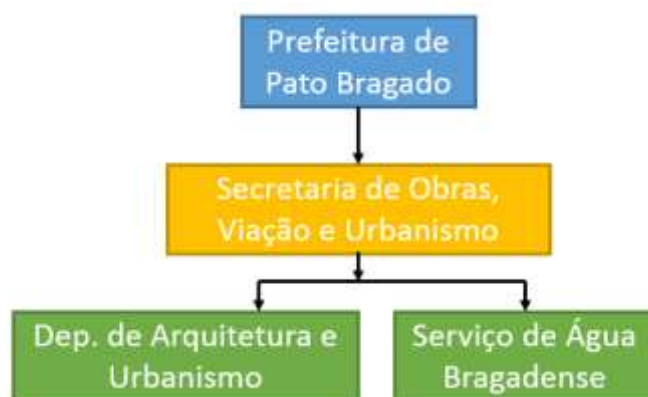 Prefeitura de
Pato Bragado
Secretaria de Obras,
Viação e Urbanismo
Dep. de Arquitetura e
Urbanismo
Serviço de Água
Bragadense